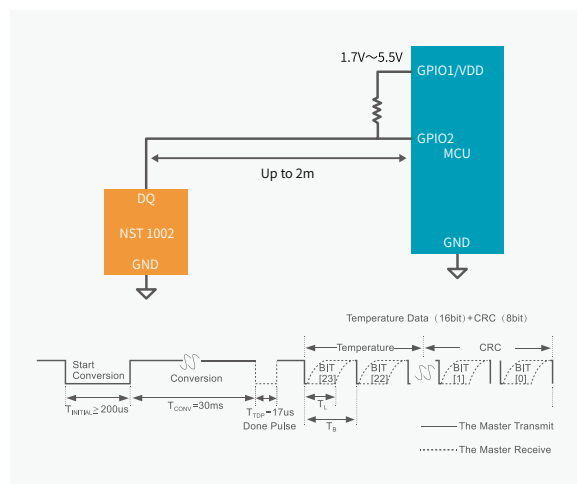 1.7V～5.5V
GPIO1/VDD
GPIO2
MCU
Up to 2m
DQ
NST 1002
GND
GND
Temperature Data（16bit）+CRC（8bit）
Temperature
CRC
Start
Conversion
Conversion
BIT
[23]
BIT
[22]
BIT
[1]
BIT
[0]
TINITIAL≥200us
TCONV=30ms
TTDP=17us
Done Pulse
TL
TB
The Master Transmit
The Master Receive